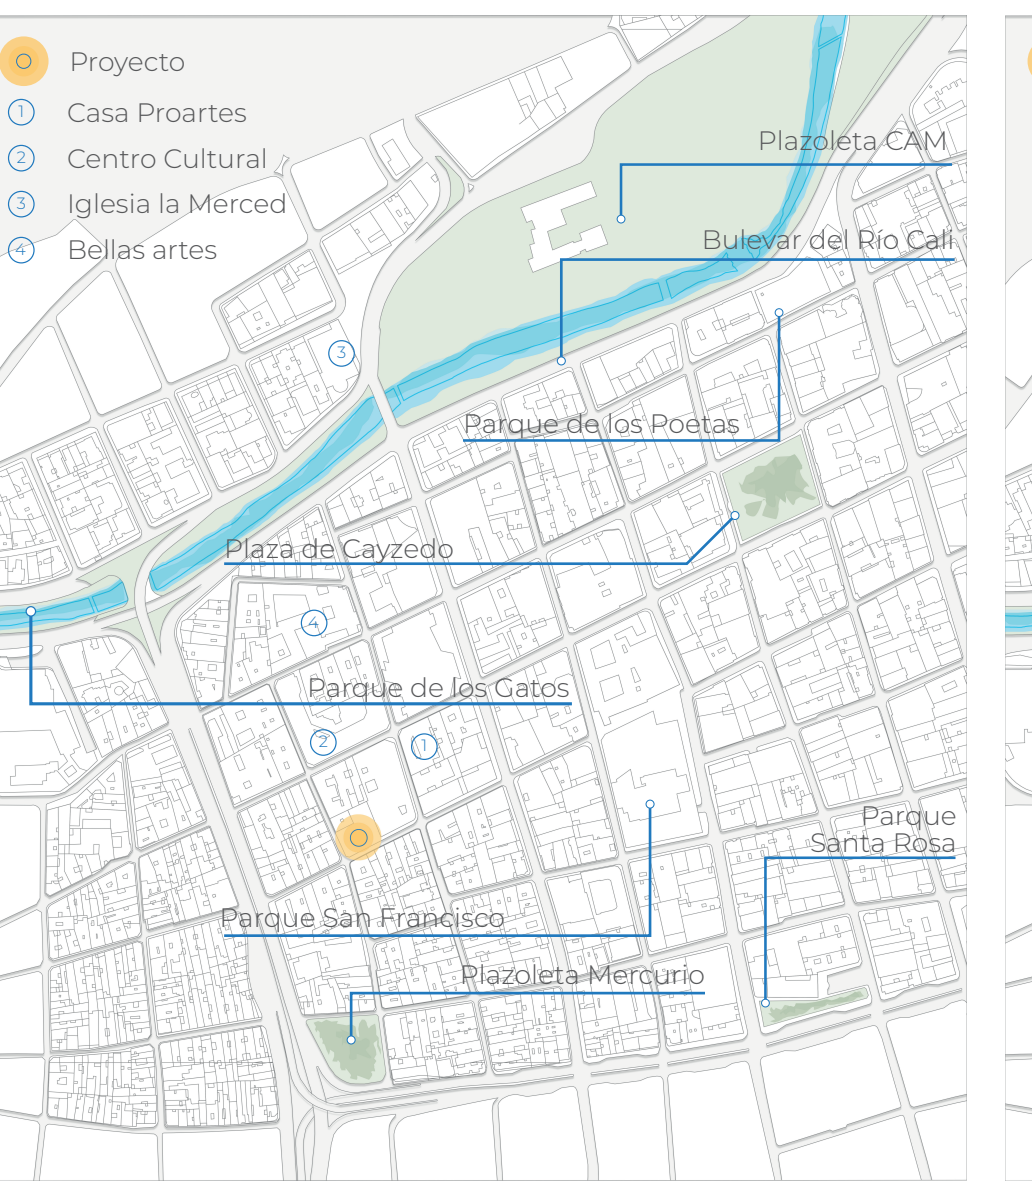 Proyecto
1 Casa Proartes
2 Centro Cultural
3 Iglesia la Merced
4 Bellas artes
Plazoleta CAM
Bulevar del Río Cali
3
Parque de los Poetas
Plaza de Cayzedo
4
Parque de los Gatos
2
1
Parque
Santa Rosa
Parque San Francisco
Plazoleta Mercurio